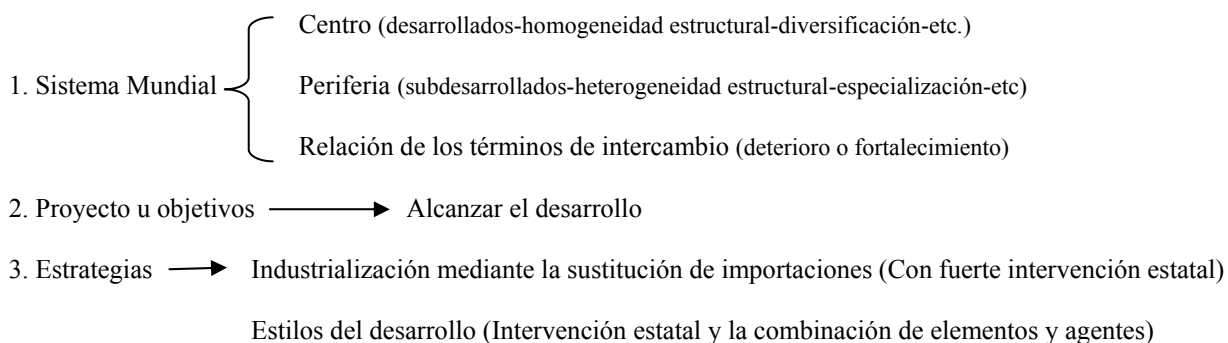 Centro (desarrollados-homogeneidad estructural-diversificación-etc.)
1. Sistema Mundial
Periferia (subdesarrollados-heterogeneidad estructural-especialización-etc)
Relación de los términos de intercambio (deterioro o fortalecimiento)
2. Proyecto u objetivos Alcanzar el desarrollo
3. Estrategias Industrialización mediante la sustitución de importaciones (Con fuerte intervención estatal)
Estilos del desarrollo (Intervención estatal y la combinación de elementos y agentes)